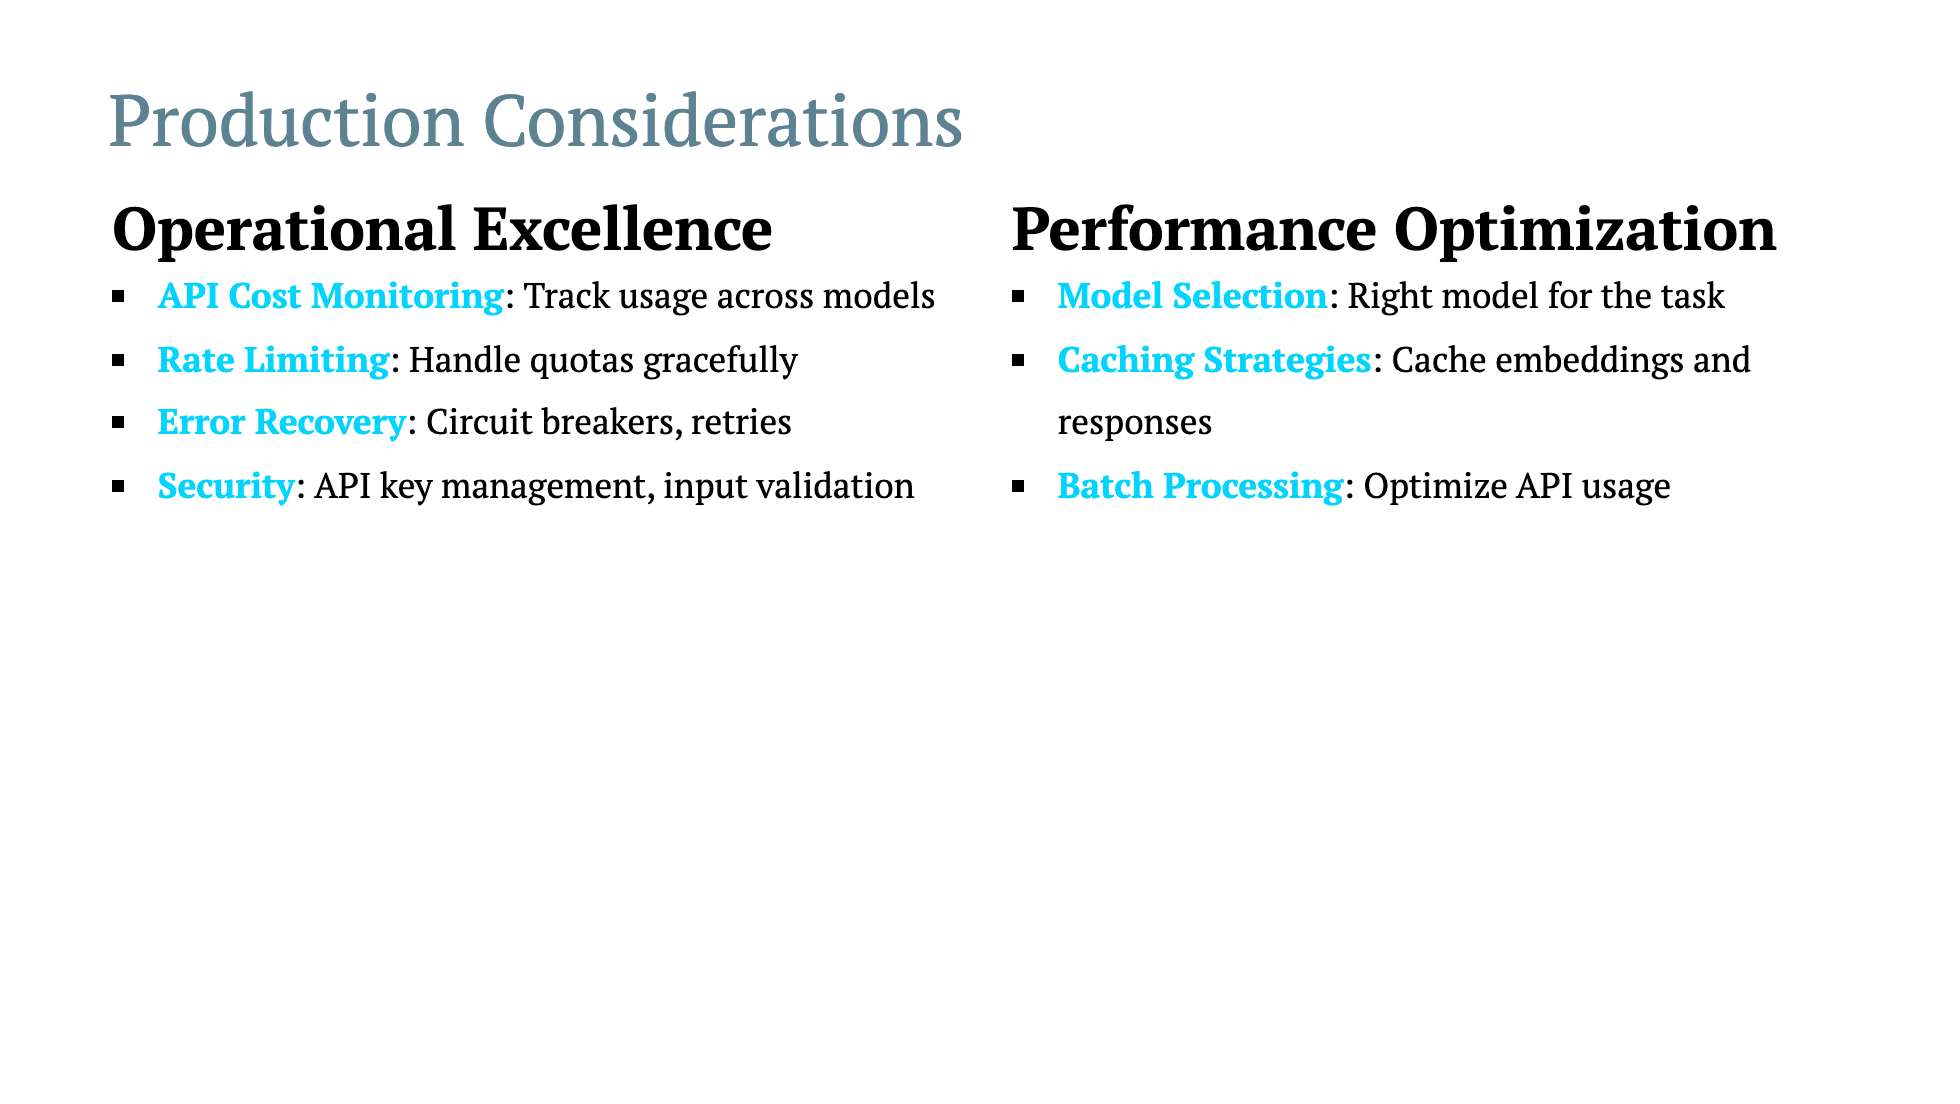 Production Considerations
Operational Excellence
▪ API Cost Monitoring: Track usage across models
▪ Rate Limiting: Handle quotas gracefully
▪ Error Recovery: Circuit breakers, retries
▪ Security: API key management, input validation
Performance Optimization
▪ Model Selection: Right model for the task
▪ Caching Strategies: Cache embeddings and
responses
▪ Batch Processing: Optimize API usage